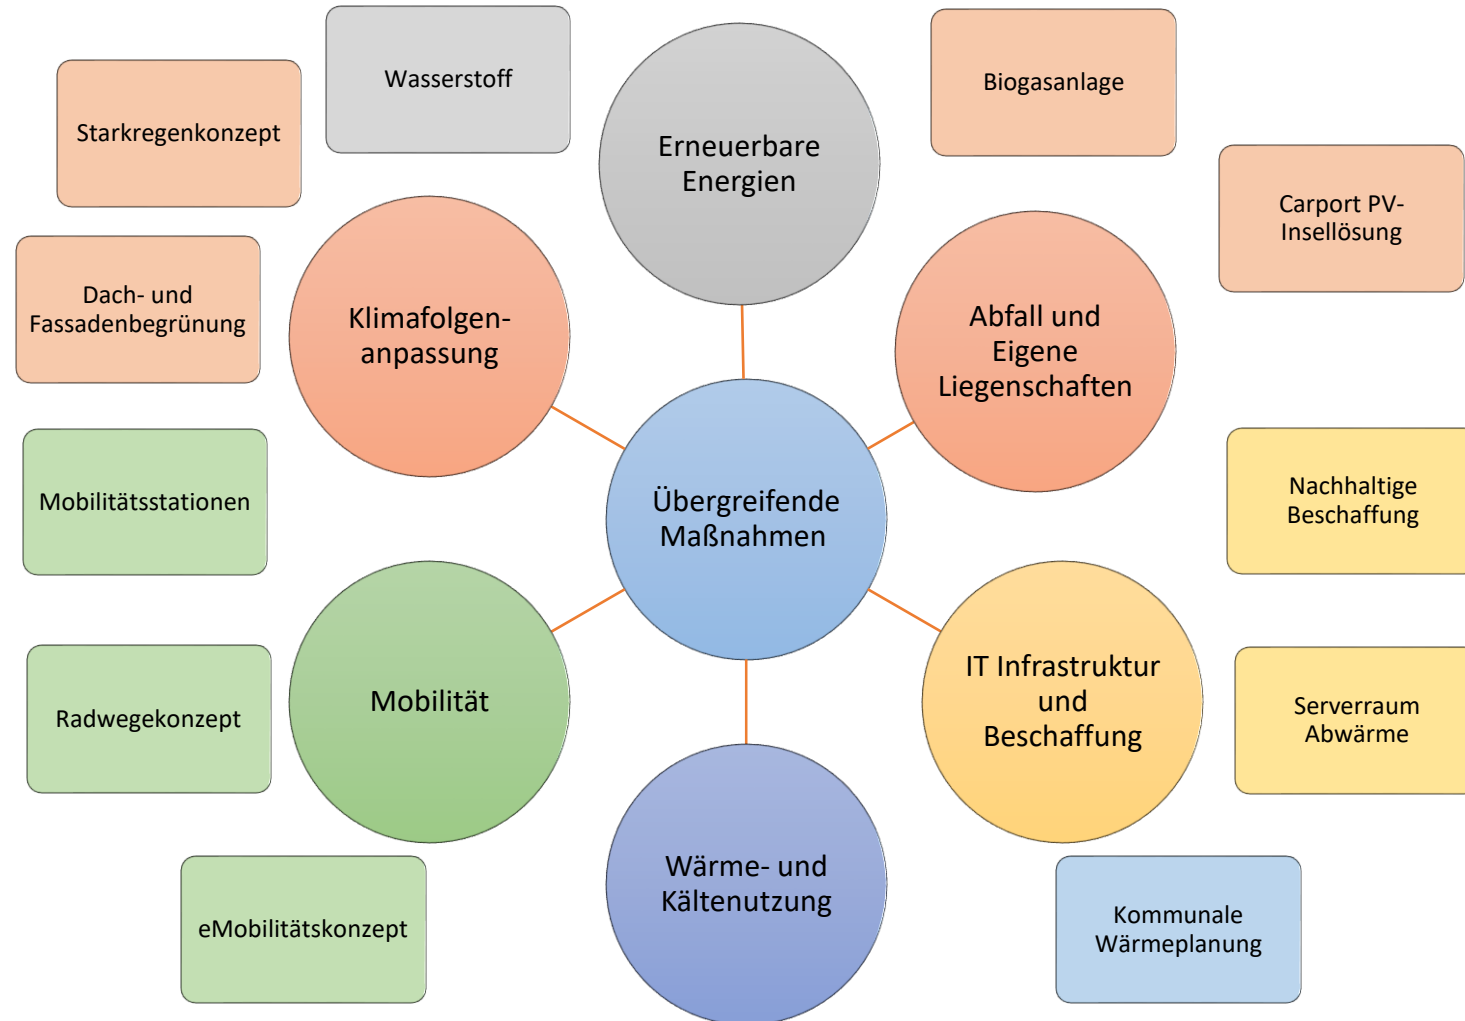 Wasserstoff
Biogasanlage
Starkregenkonzept
Erneuerbare
Energien
Carport PV-
Insellösung
Dach- und
Fassadenbegrünung
Klimafolgen-
anpassung
Abfall und
Eigene
Liegenschaften
Mobilitätsstationen
Übergreifende
Maßnahmen
Nachhaltige
Beschaffung
Radwegekonzept
Mobilität
IT Infrastruktur
und
Beschaffung
Serverraum
Abwärme
eMobilitätskonzept
Wärme- und
Kältenutzung
Kommunale
Wärmeplanung